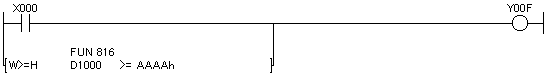 X000 Y00F
FUN 816
[W>=H D1000 >= AAAAh ]